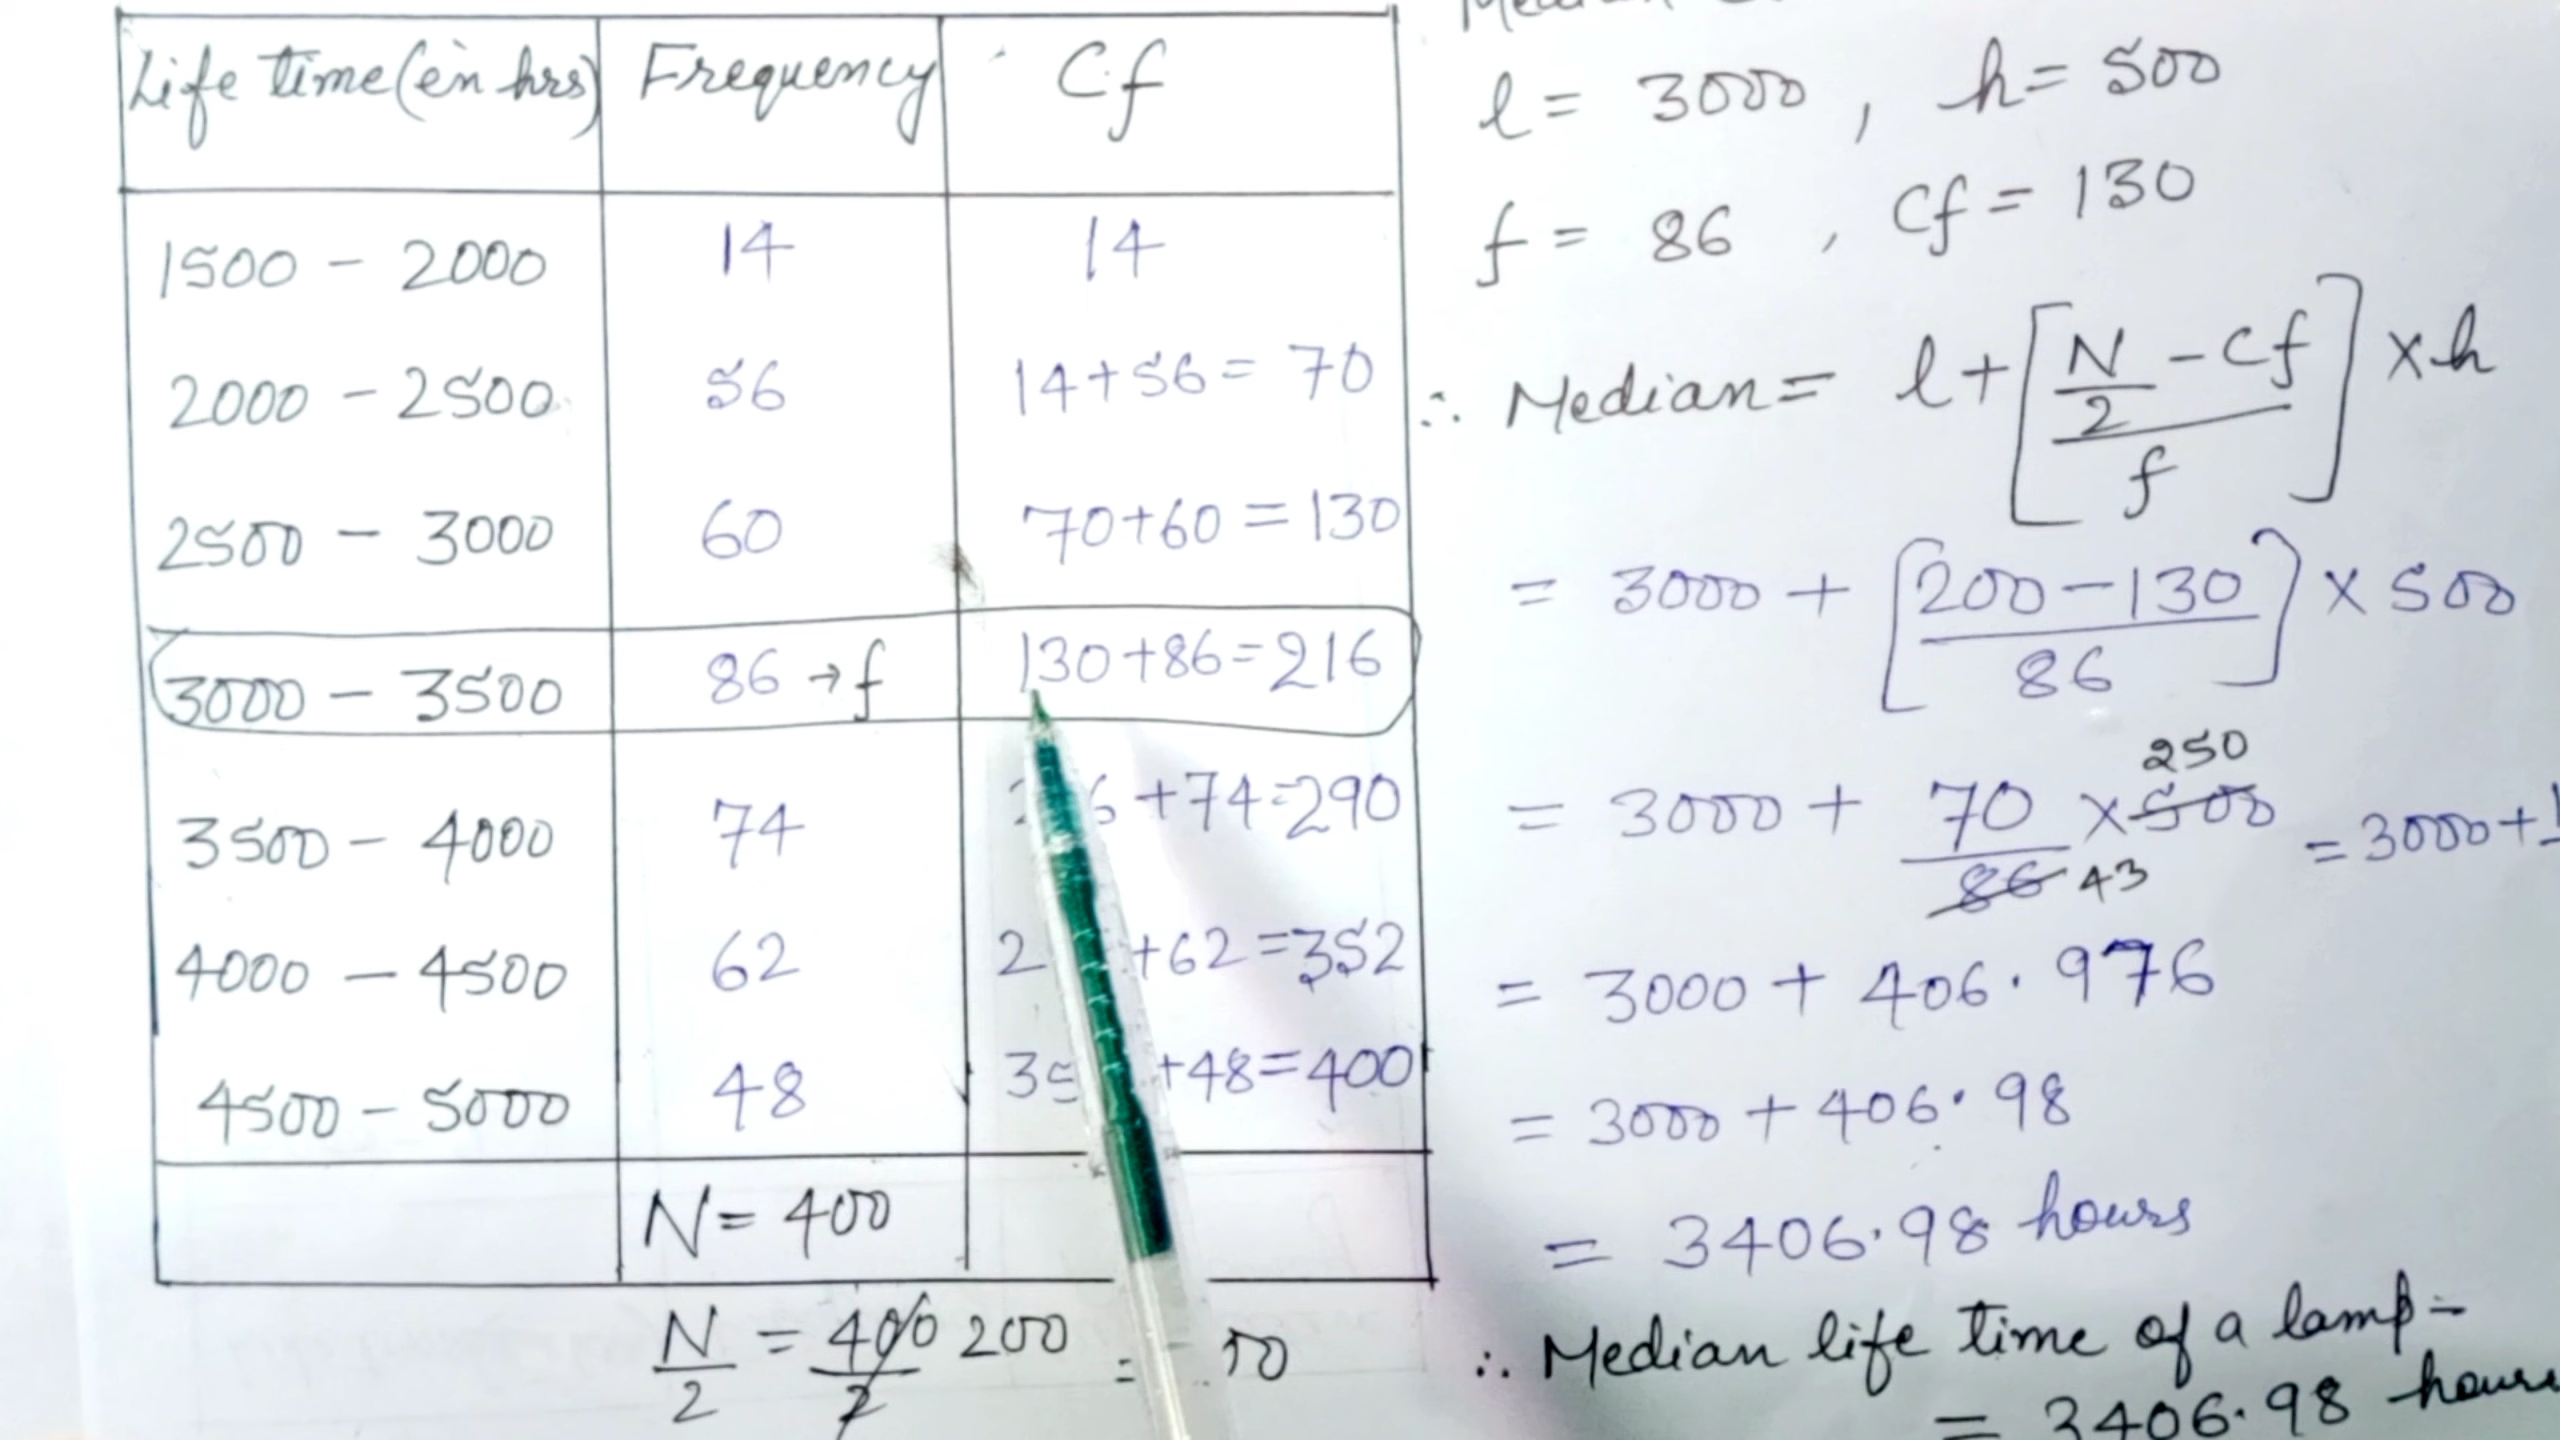 Life time (in hrs) Frequency Cf
1500 - 2000 14 14
2000 - 2500 56 14+56= 70
2500 - 3000 60 70+60=130
3000 - 3500 86 → f 130+86=216
3500 - 4000 74 +74=290
4000 - 4500 62 +62=352
4500 - 5000 48 +48=400
N= 400
N/2 = 400/2 200 =
Median
l= 3000 , h= 500
f= 86 , Cf= 130
∴ Median= l+[N/2 - Cf / f] ×h
= 3000 + [200-130 / 86] × 500
250
= 3000 + 70/86 × 500 = 3000+
43
= 3000 + 406.976
= 3000 + 406.98
= 3406.98 hours
∴ Median life time of a lamp=
= 3406.98 hours